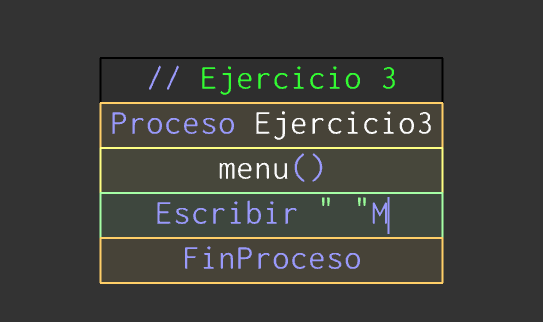 // Ejercicio 3
Proceso Ejercicio3
menu()
Escribir " "M
FinProceso